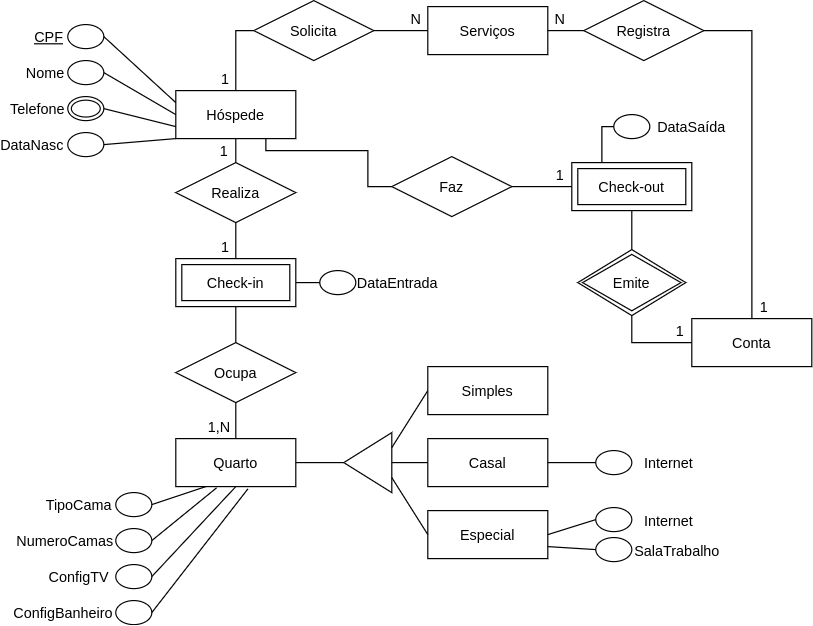 CPF
Nome
Telefone
DataNasc
Solicita
N
Serviços
N
Registra
1
Hóspede
1
Realiza
Faz
1
Check-out
DataSaída
1
Check-in
DataEntrada
Emite
1
1
Conta
Ocupa
1,N
Quarto
Simples
Casal
Internet
Especial
Internet
SalaTrabalho
TipoCama
NumeroCamas
ConfigTV
ConfigBanheiro